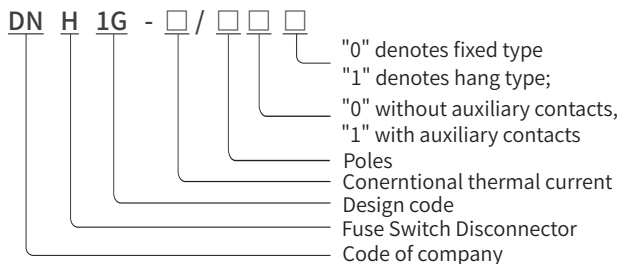 DN H 1G - □ / □ □ □
"0" denotes fixed type
"1" denotes hang type;
"0" without auxiliary contacts,
"1" with auxiliary contacts
Poles
Conerntional thermal current
Design code
Fuse Switch Disconnector
Code of company